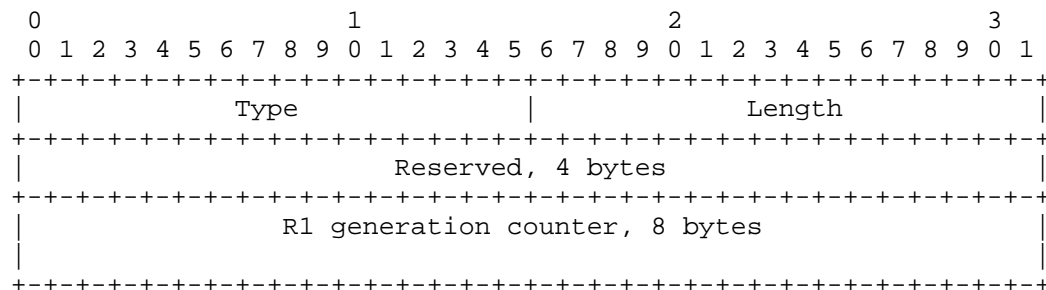 0                   1                   2                   3
 0 1 2 3 4 5 6 7 8 9 0 1 2 3 4 5 6 7 8 9 0 1 2 3 4 5 6 7 8 9 0 1
+-+-+-+-+-+-+-+-+-+-+-+-+-+-+-+-+-+-+-+-+-+-+-+-+-+-+-+-+-+-+-+-+
|             Type              |             Length            |
+-+-+-+-+-+-+-+-+-+-+-+-+-+-+-+-+-+-+-+-+-+-+-+-+-+-+-+-+-+-+-+-+
|                       Reserved, 4 bytes                       |
+-+-+-+-+-+-+-+-+-+-+-+-+-+-+-+-+-+-+-+-+-+-+-+-+-+-+-+-+-+-+-+-+
|                R1 generation counter, 8 bytes                 |
|                                                               |
+-+-+-+-+-+-+-+-+-+-+-+-+-+-+-+-+-+-+-+-+-+-+-+-+-+-+-+-+-+-+-+-+